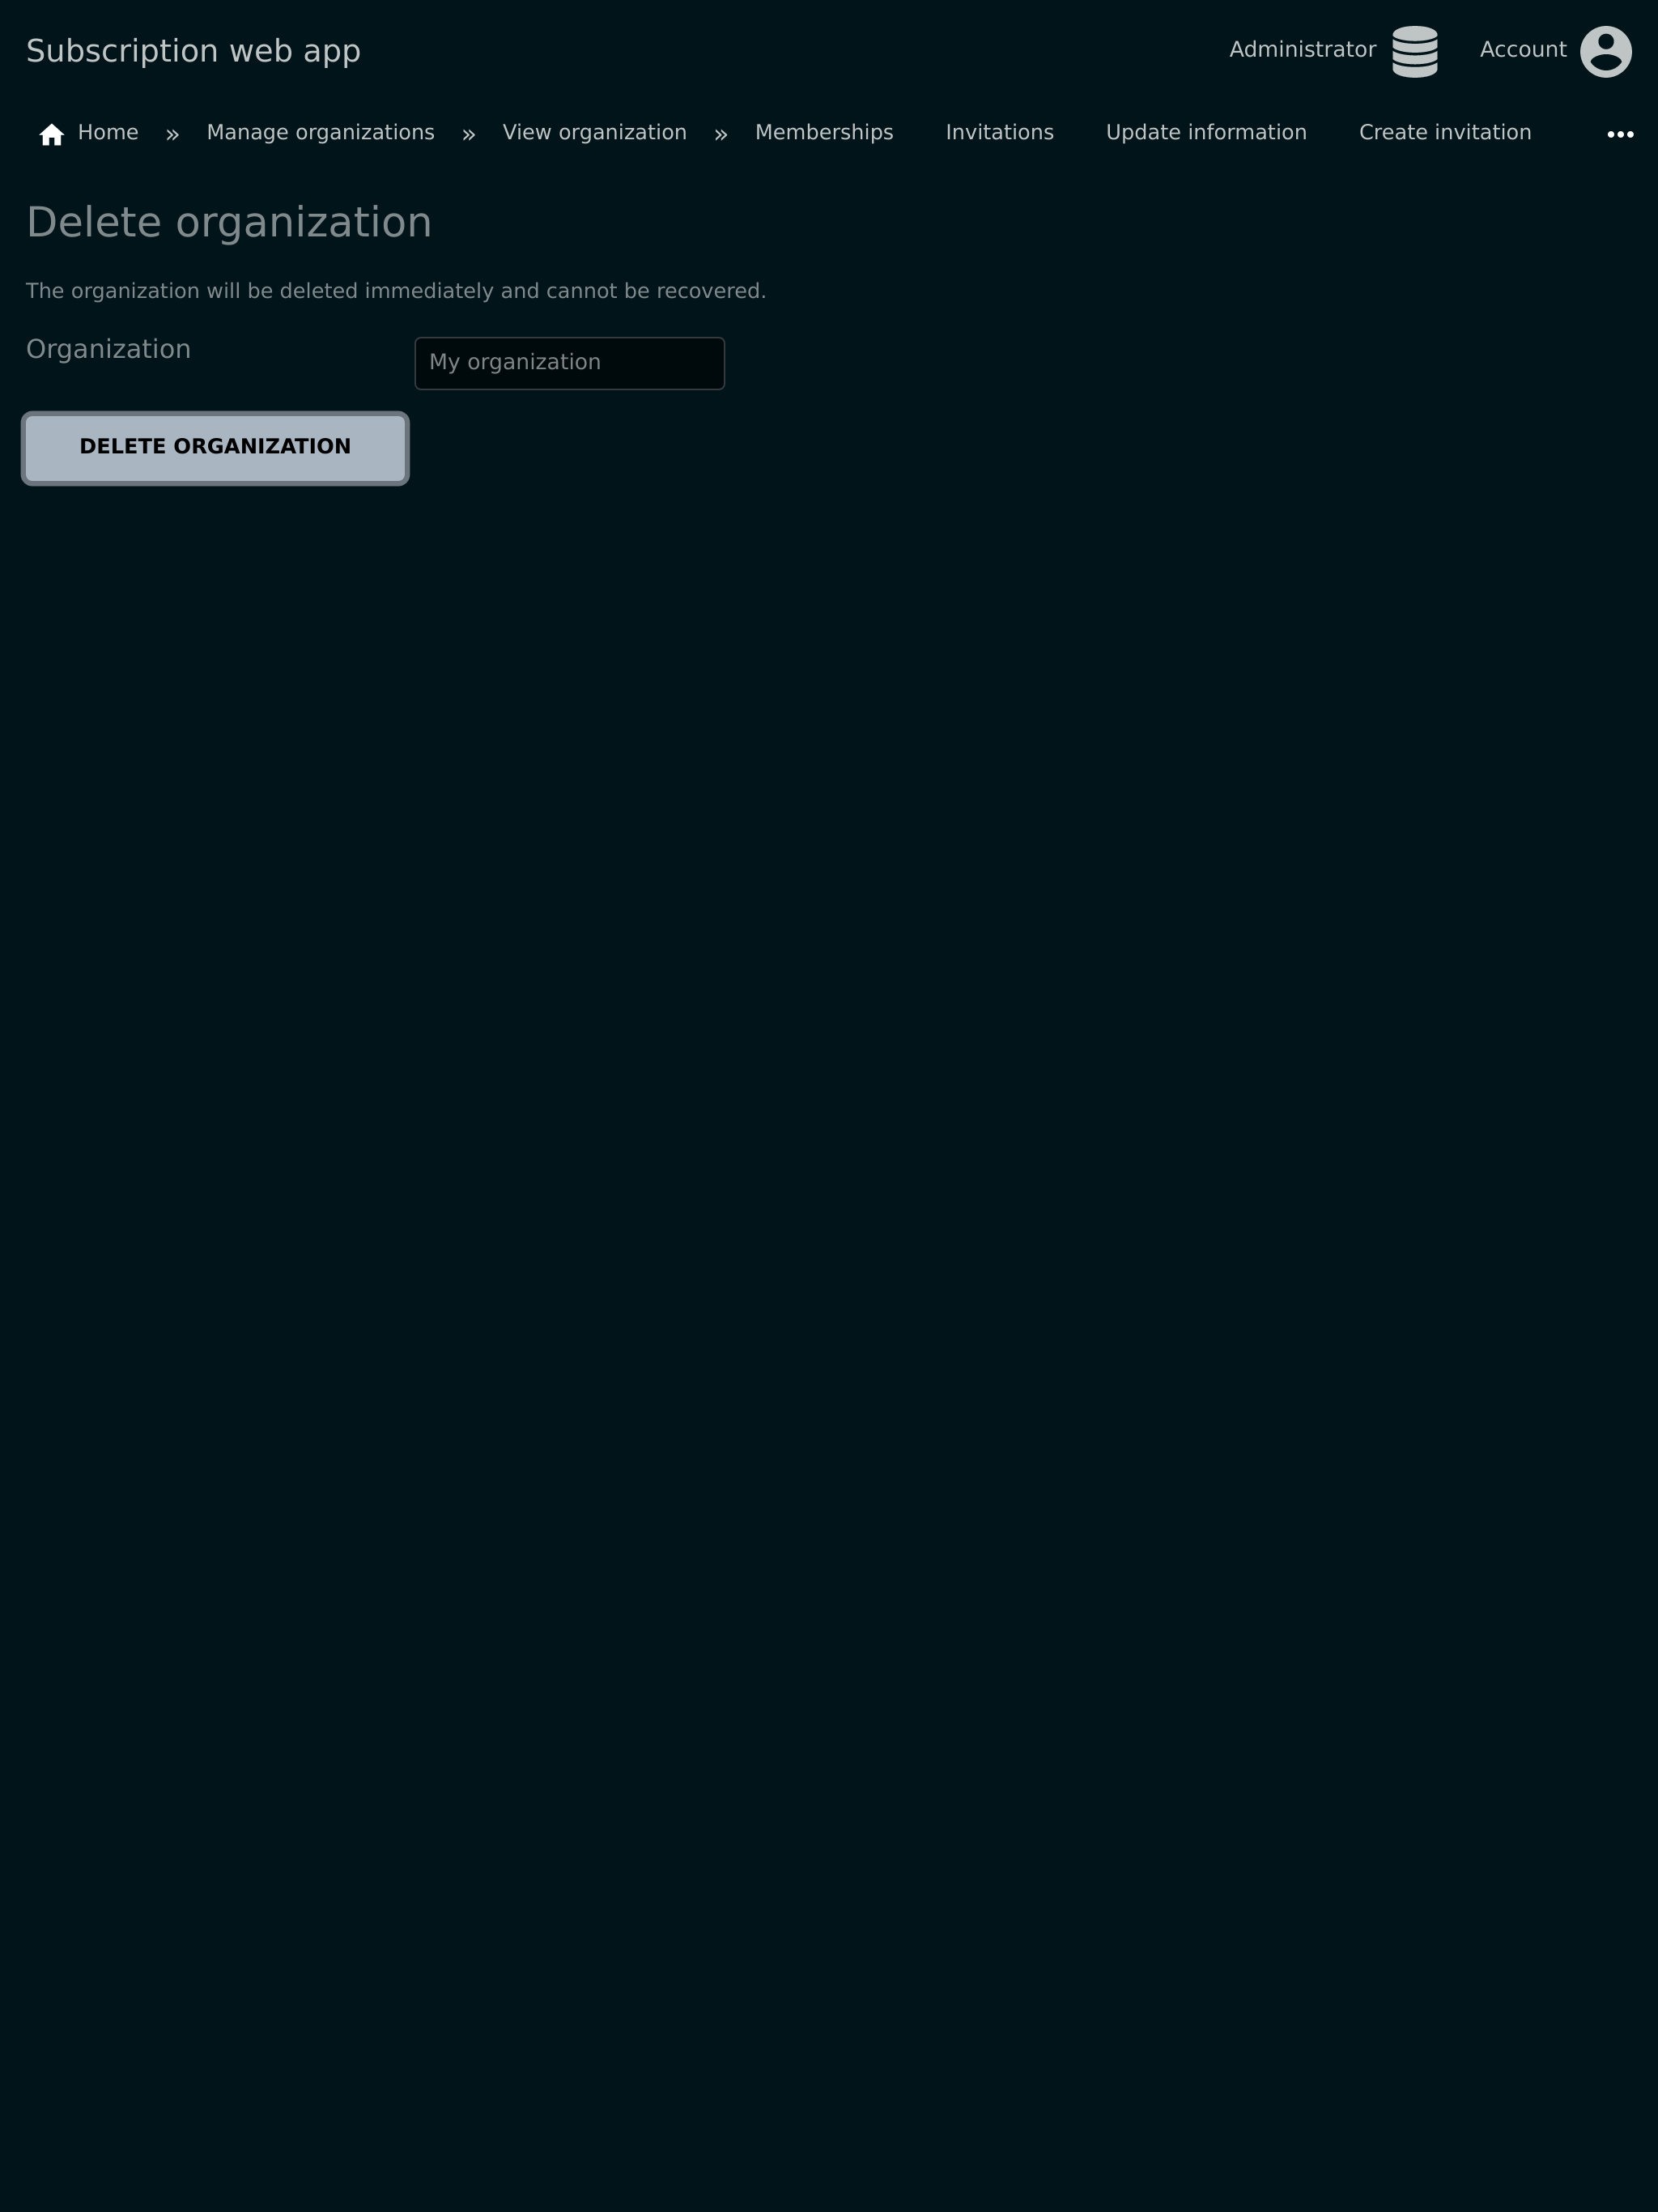 Subscription web app Administrator Account
Home » Manage organizations » View organization » Memberships Invitations Update information Create invitation •••
Delete organization
The organization will be deleted immediately and cannot be recovered.
Organization My organization
DELETE ORGANIZATION